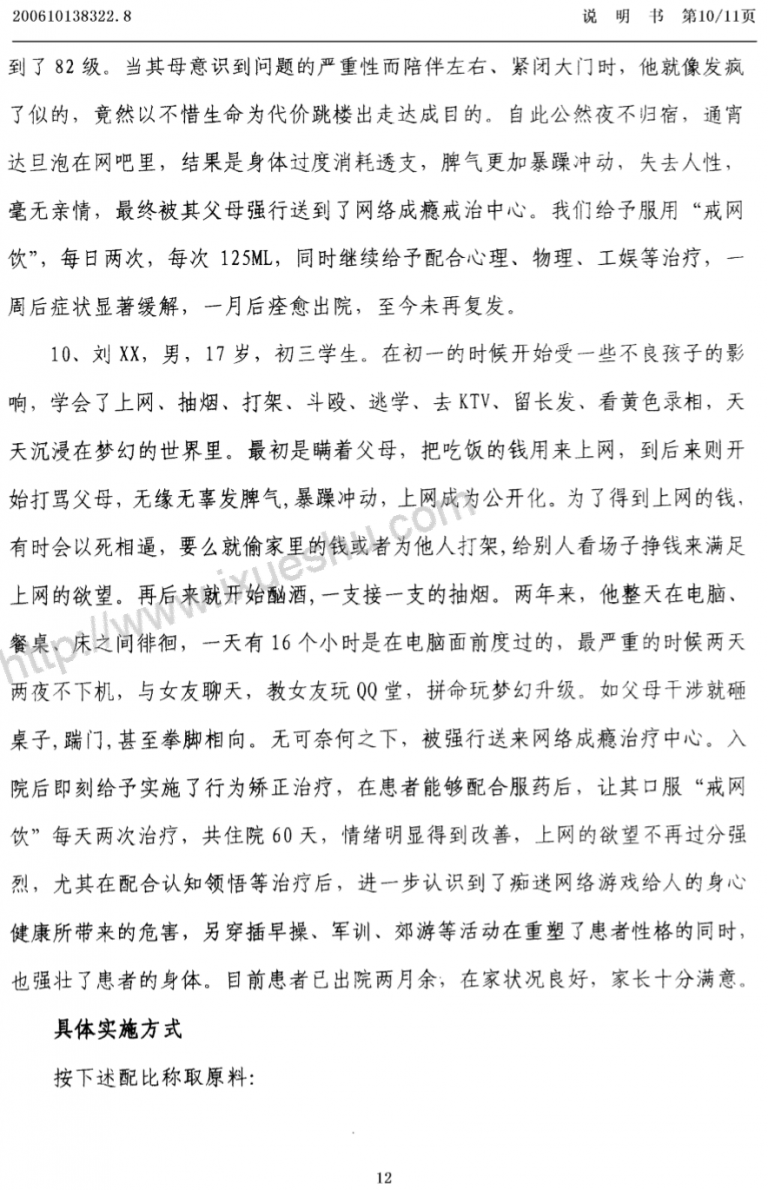 200610138322.8 说 明 书 第10/11页
到了 82 级。当其母意识到问题的严重性而陪伴左右、紧闭大门时，他就像发疯
了似的，竟然以不惜生命为代价跳楼出走达成目的。自此公然夜不归宿，通宵
达旦泡在网吧里，结果是身体过度消耗透支，脾气更加暴躁冲动，失去人性，
毫无亲情，最终被其父母强行送到了网络成瘾戒治中心。我们给予服用“戒网
饮”，每日两次，每次 125ML，同时继续给予配合心理、物理、工娱等治疗，一
周后症状显著缓解，一月后痊愈出院，至今未再复发。
10、刘 XX，男，17 岁，初三学生。在初一的时候开始受一些不良孩子的影
响，学会了上网、抽烟、打架、斗殴、逃学、去 KTV、留长发、看黄色录相，天
天沉浸在梦幻的世界里。最初是瞒着父母，把吃饭的钱用来上网，到后来则开
始打骂父母，无缘无辜发脾气,暴躁冲动，上网成为公开化。为了得到上网的钱，
有时会以死相逼，要么就偷家里的钱或者为他人打架,给别人看场子挣钱来满足
上网的欲望。再后来就开始酗酒,一支接一支的抽烟。两年来，他整天在电脑、
餐桌、床之间徘徊，一天有 16 个小时是在电脑面前度过的，最严重的时候两天
两夜不下机，与女友聊天，教女友玩 QQ 堂，拼命玩梦幻升级。如父母干涉就砸
桌子,踹门,甚至拳脚相向。无可奈何之下，被强行送来网络成瘾治疗中心。入
院后即刻给予实施了行为矫正治疗，在患者能够配合服药后，让其口服“戒网
饮”每天两次治疗，共住院 60 天，情绪明显得到改善，上网的欲望不再过分强
烈，尤其在配合认知领悟等治疗后，进一步认识到了痴迷网络游戏给人的身心
健康所带来的危害，另穿插早操、军训、郊游等活动在重塑了患者性格的同时，
也强壮了患者的身体。目前患者已出院两月余，在家状况良好，家长十分满意。
具体实施方式
按下述配比称取原料：
12
http://www.ixueshu.com